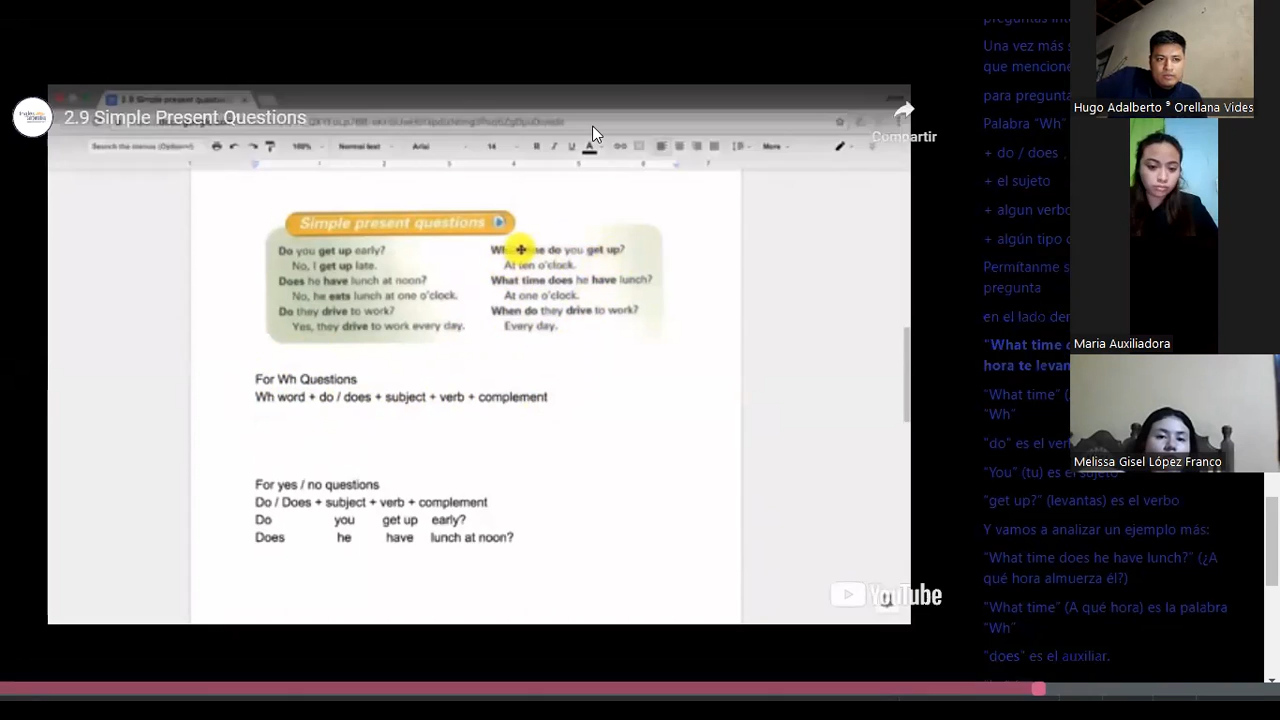 2.9 Simple Present Questions
Compartir
Normal text
Arial
14
More
Simple present questions
Do you get up early?
No, I get up late.
Does he have lunch at noon?
No, he eats lunch at one o'clock.
Do they drive to work?
Yes, they drive to work every day.
do you get up?
At ten o'clock.
What time does he have lunch?
At one o'clock.
When do they drive to work?
Every day.
For Wh Questions
Wh word + do / does + subject + verb + complement
For yes / no questions
Do / Does + subject + verb + complement
Do you get up early?
Does he have lunch at noon?
YouTube
Una vez más
que mencione
para pregunta
Palabra "Wh"
+ do / does ,
+ el sujeto
+ algun verbo
+ algún tipo
Permítanme
pregunta
en el lado
"What time
hora te
"What time"
"Wh"
"do" es el
"You" (tu) es el sujeto
"get up?" (levantas) es el verbo
Y vamos a analizar un ejemplo más:
"What time does he have lunch?" (¿A
qué hora almuerza él?)
"What time" (A qué hora) es la palabra
"Wh"
"does" es el auxiliar.
Hugo Adalberto Orellana Vides
Maria Auxiliadora
Melissa Gisel López Franco